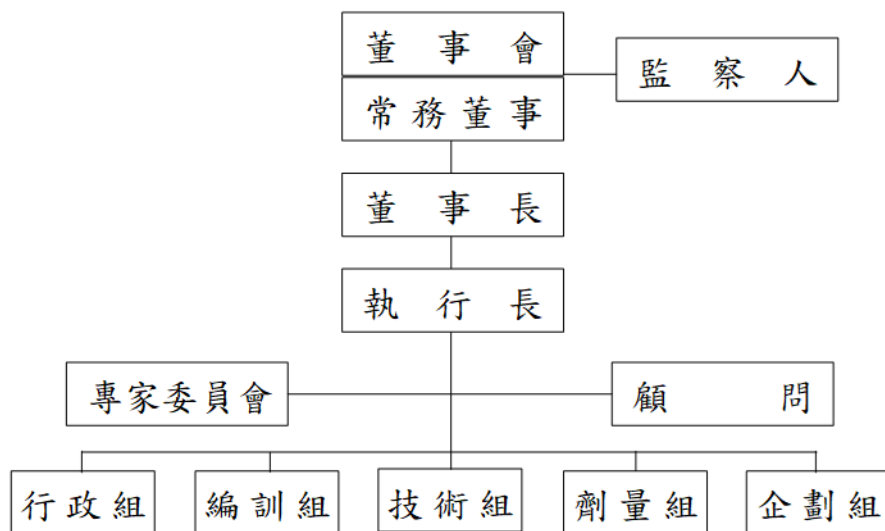 董事會
監察人
常務董事
董事長
執行長
專家委員會
顧問
行政組
編訓組
技術組
劑量組
企劃組